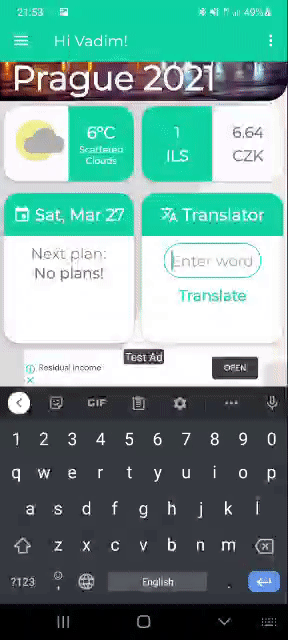 21:53 49%
Hi Vadim!
Prague 2021
6ºC
Scattered
Clouds
1
ILS
6.64
CZK
Sat, Mar 27
Next plan:
No plans!
Translator
Enter word
Translate
Test Ad
Residual income
OPEN
GIF
1 2 3 4 5 6 7 8 9 0
q w e r t y u i o p
a s d f g h j k l
z x c v b n m
?123 , English .